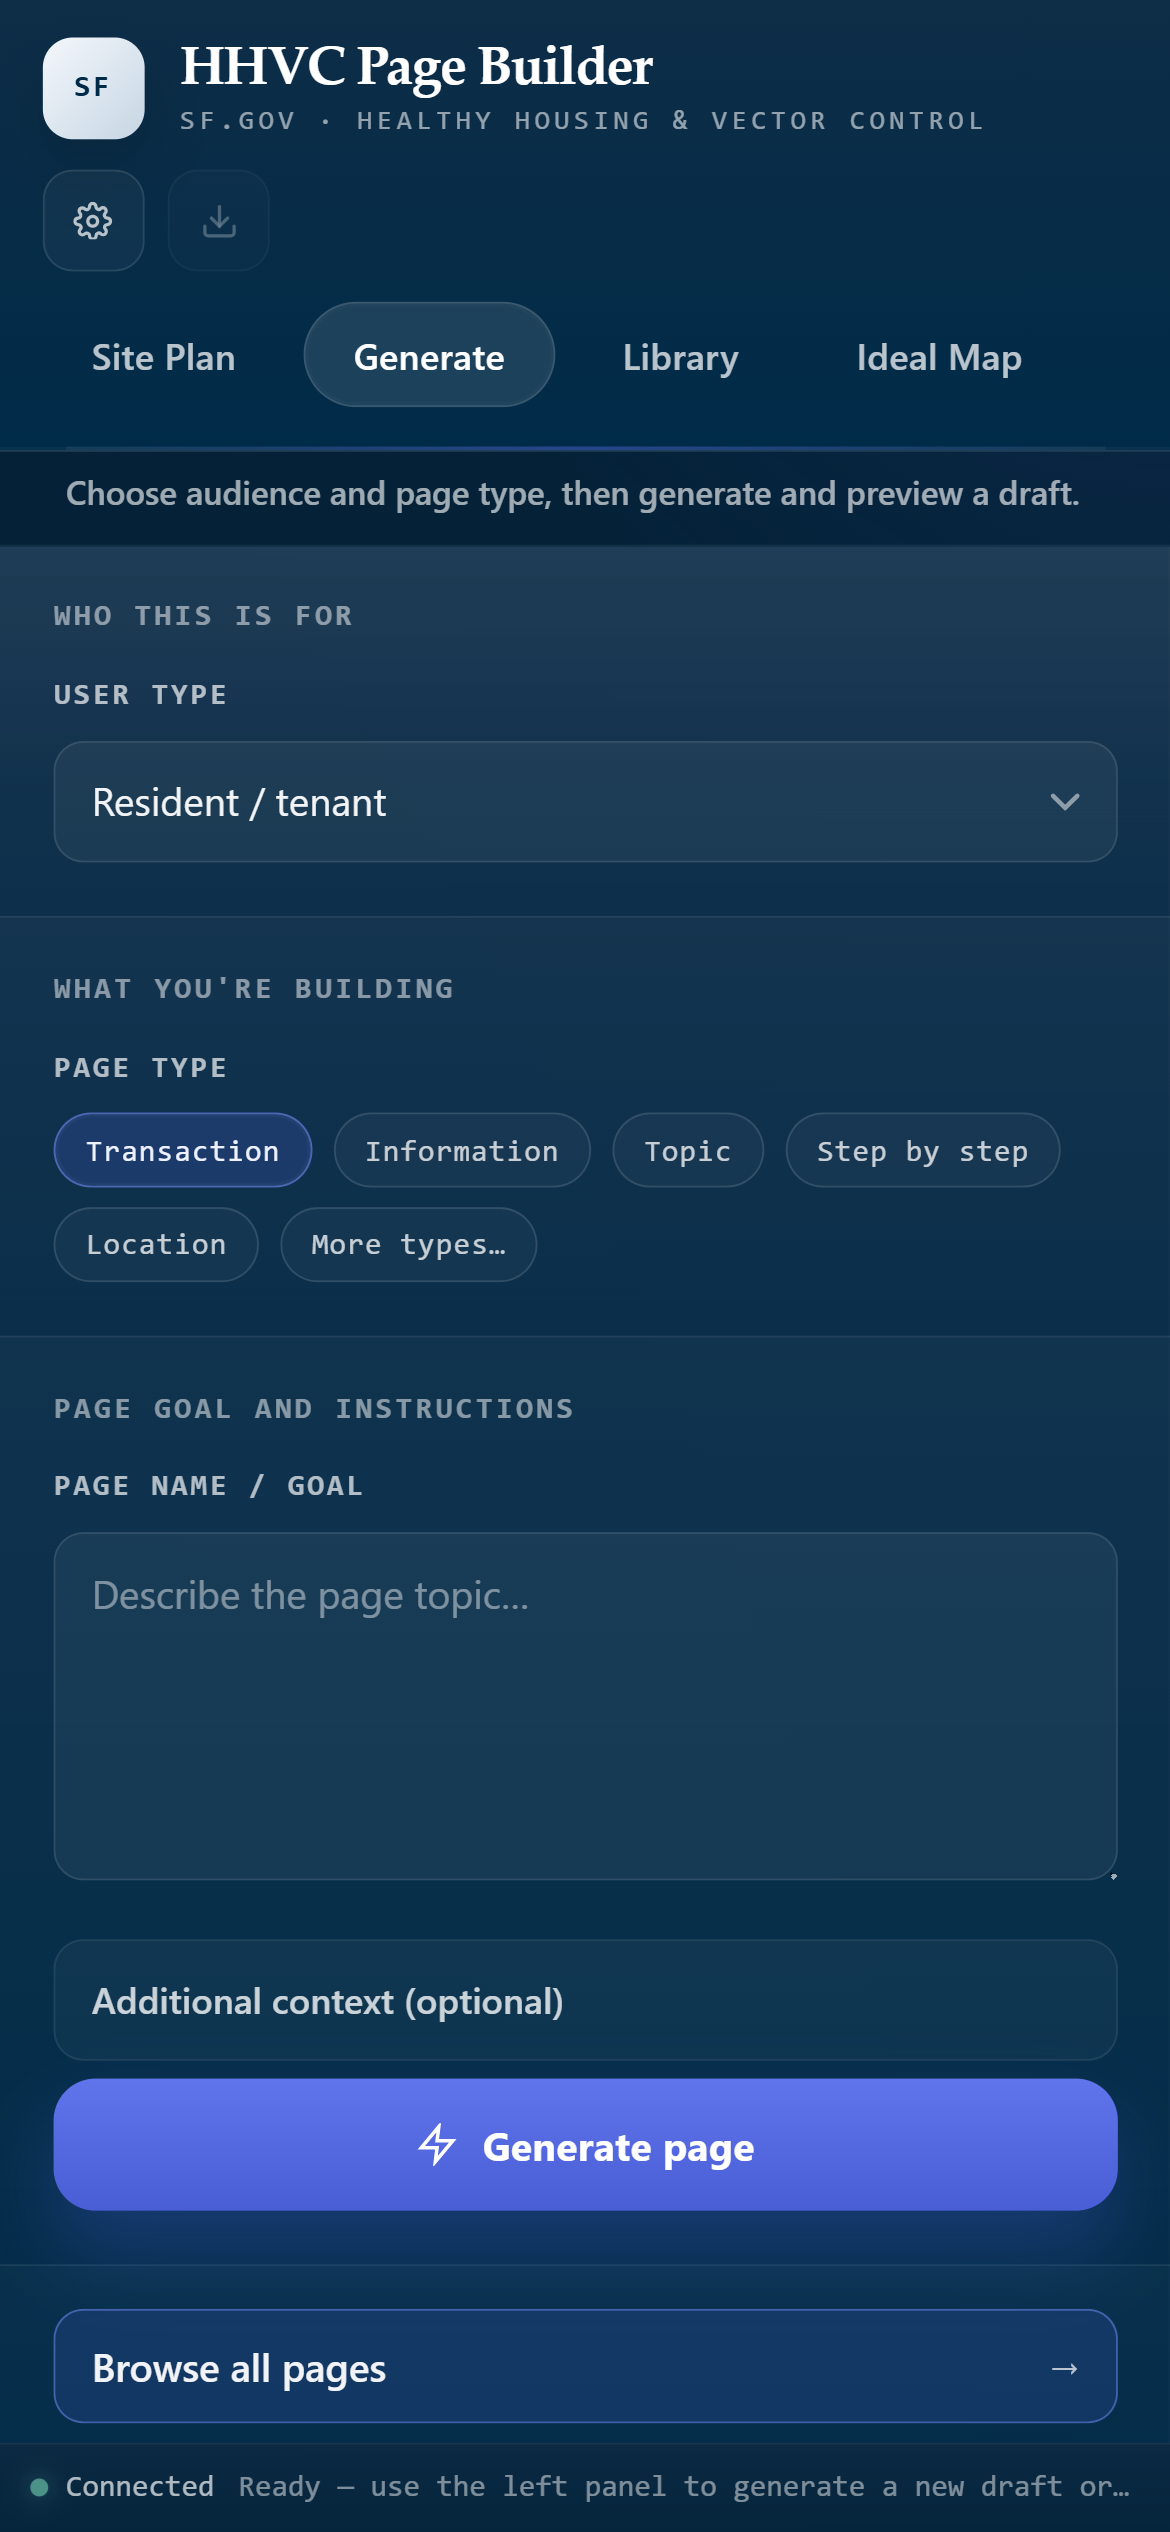 SF
HHVC Page Builder
SF.GOV · HEALTHY HOUSING & VECTOR CONTROL
Site Plan
Generate
Library
Ideal Map
Choose audience and page type, then generate and preview a draft.
WHO THIS IS FOR
USER TYPE
Resident / tenant
WHAT YOU'RE BUILDING
PAGE TYPE
Transaction
Information
Topic
Step by step
Location
More types…
PAGE GOAL AND INSTRUCTIONS
PAGE NAME / GOAL
Describe the page topic...
Additional context (optional)
Generate page
Browse all pages →
Connected Ready — use the left panel to generate a new draft or…